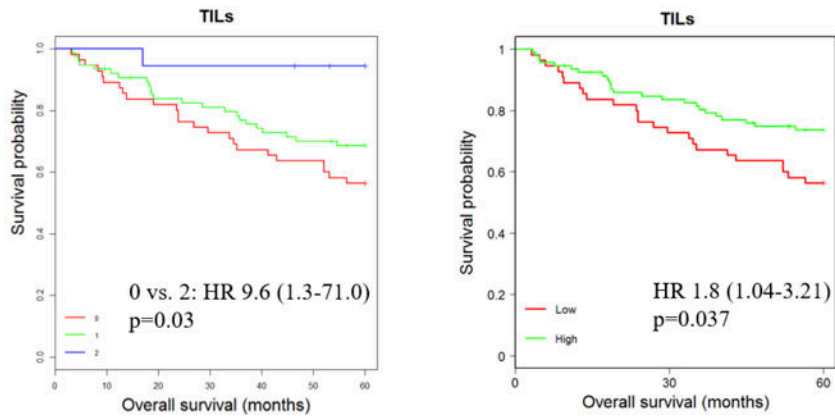 TILs
Survival probability
1.0
0.8
0.6
0.4
0.2
0.0
0 vs. 2: HR 9.6 (1.3-71.0)
p=0.03
0
1
2
0 10 20 30 40 50 60
Overall survival (months)
TILs
Survival probability
1
0.8
0.6
0.4
0.2
0
HR 1.8 (1.04-3.21)
p=0.037
Low
High
0 30 60
Overall survival (months)